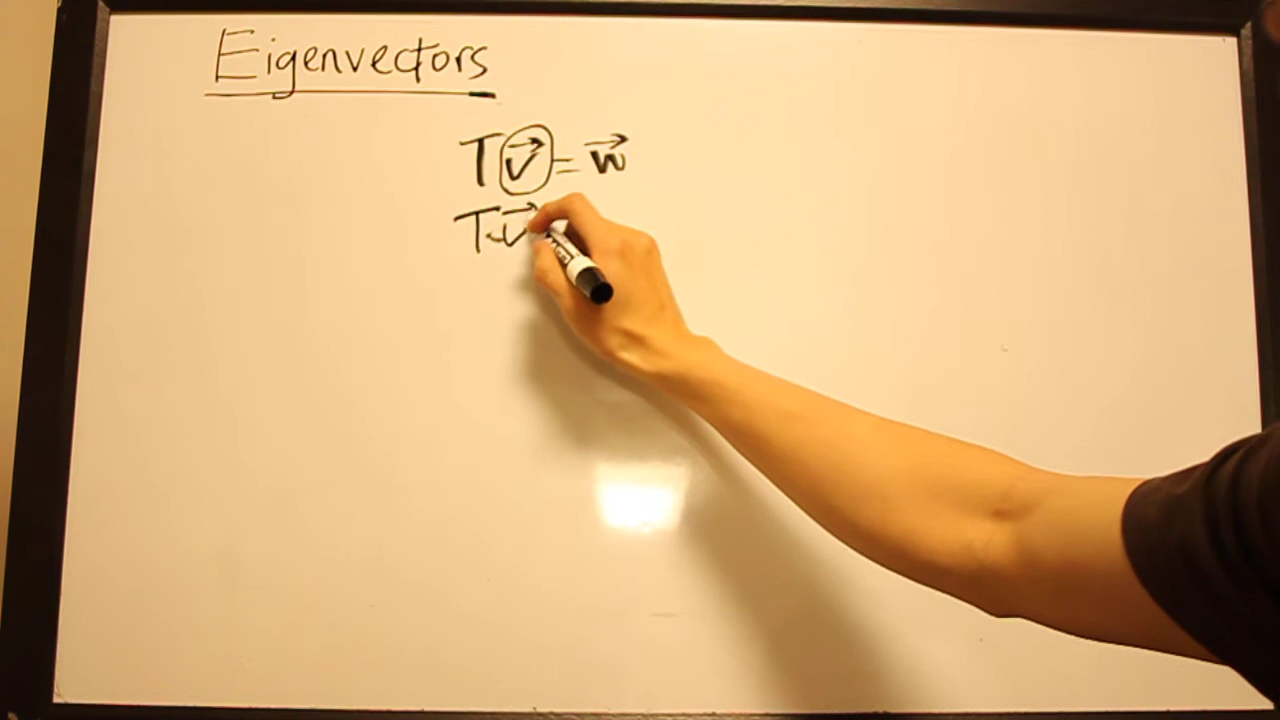 Eigenvectors
T v⃗ = w⃗
T v⃗